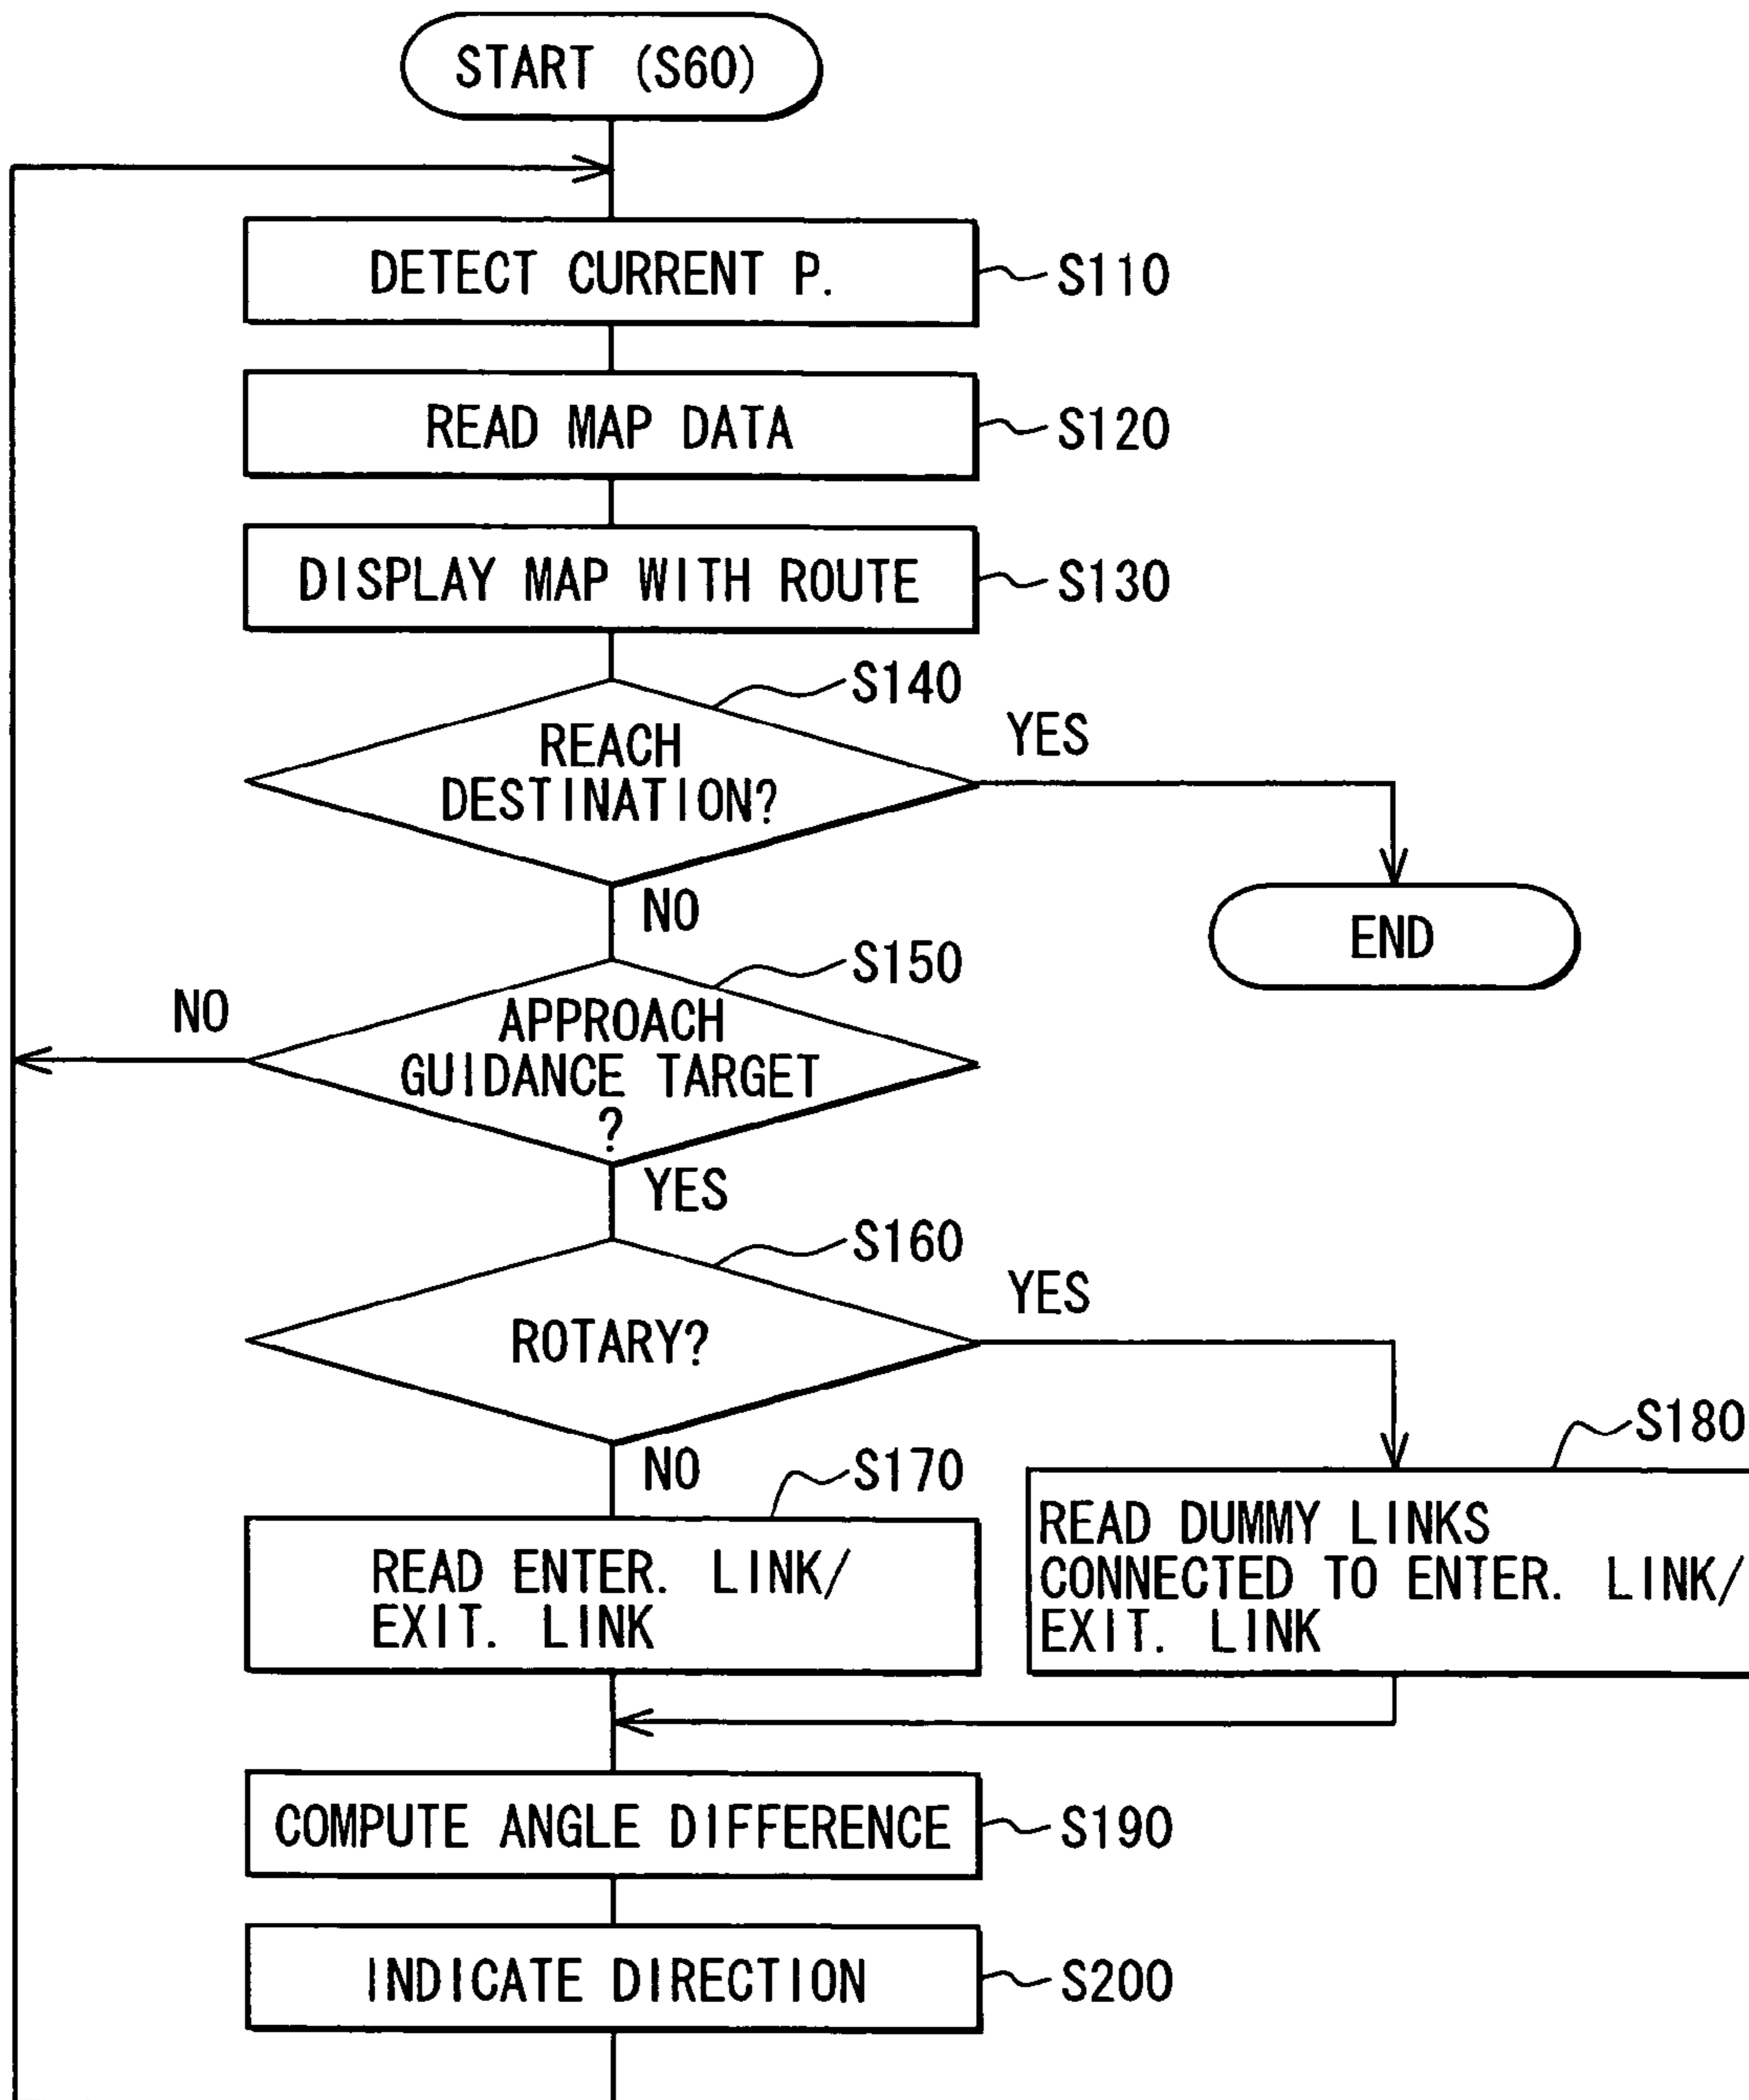 START (S60)
DETECT CURRENT P.
S110
READ MAP DATA
S120
DISPLAY MAP WITH ROUTE
S130
S140
REACH
DESTINATION?
YES
NO
END
S150
NO
APPROACH
GUIDANCE TARGET
?
YES
S160
ROTARY?
YES
NO
S170
S180
READ ENTER. LINK/
EXIT. LINK
READ DUMMY LINKS
CONNECTED TO ENTER. LINK/
EXIT. LINK
COMPUTE ANGLE DIFFERENCE
S190
INDICATE DIRECTION
S200